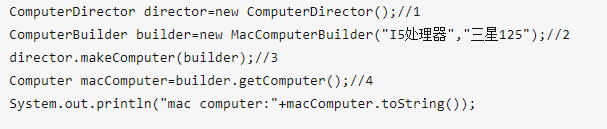 ComputerDirector director=new ComputerDirector();//1
ComputerBuilder builder=new MacComputerBuilder("I5处理器","三星125");//2
director.makeComputer(builder);//3
Computer macComputer=builder.getComputer();//4
System.out.println("mac computer:"+macComputer.toString());